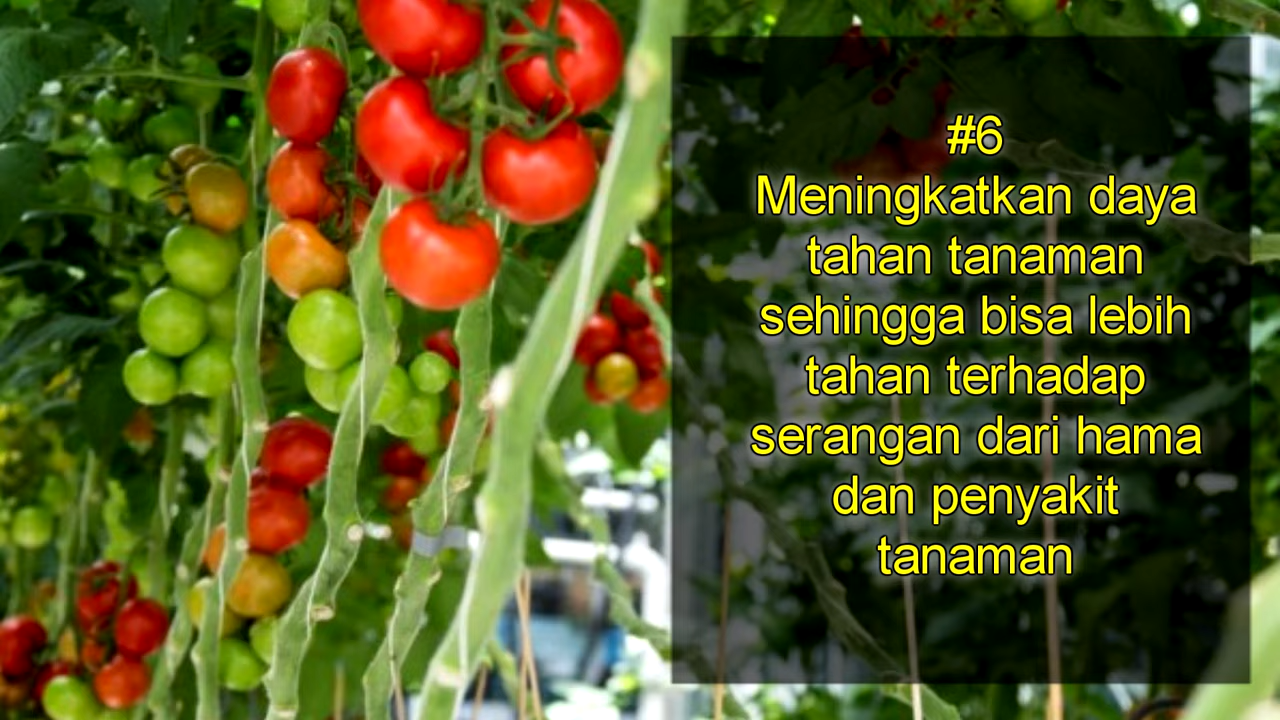 #6
Meningkatkan daya
tahan tanaman
sehingga bisa lebih
tahan terhadap
serangan dari hama
dan penyakit
tanaman